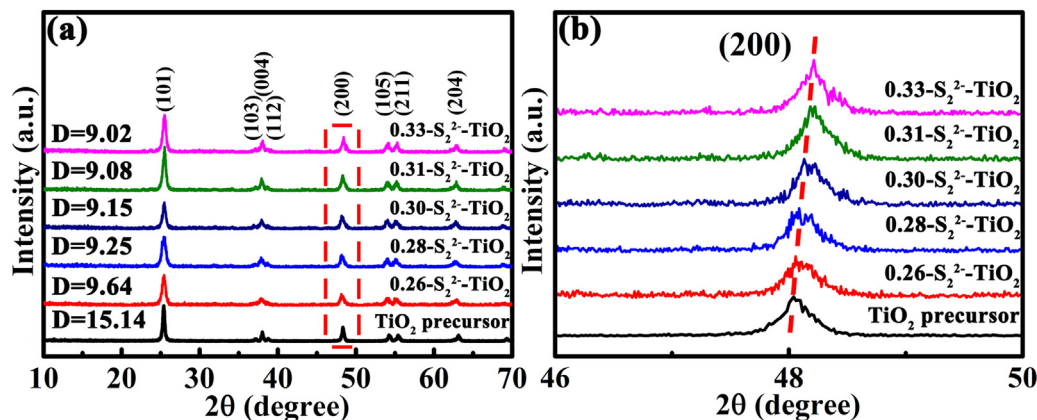 (a)
Intensity (a.u.)
(101)
(103)
(004)
(112)
(200)
(105)
(211)
(204)
D=9.02
0.33-S₂²⁻-TiO₂
D=9.08
0.31-S₂²⁻-TiO₂
D=9.15
0.30-S₂²⁻-TiO₂
D=9.25
0.28-S₂²⁻-TiO₂
D=9.64
0.26-S₂²⁻-TiO₂
D=15.14
TiO₂ precursor
10 20 30 40 50 60 70
2θ (degree)
(b)
Intensity (a.u.)
(200)
0.33-S₂²⁻-TiO₂
0.31-S₂²⁻-TiO₂
0.30-S₂²⁻-TiO₂
0.28-S₂²⁻-TiO₂
0.26-S₂²⁻-TiO₂
TiO₂ precursor
46 48 50
2θ (degree)